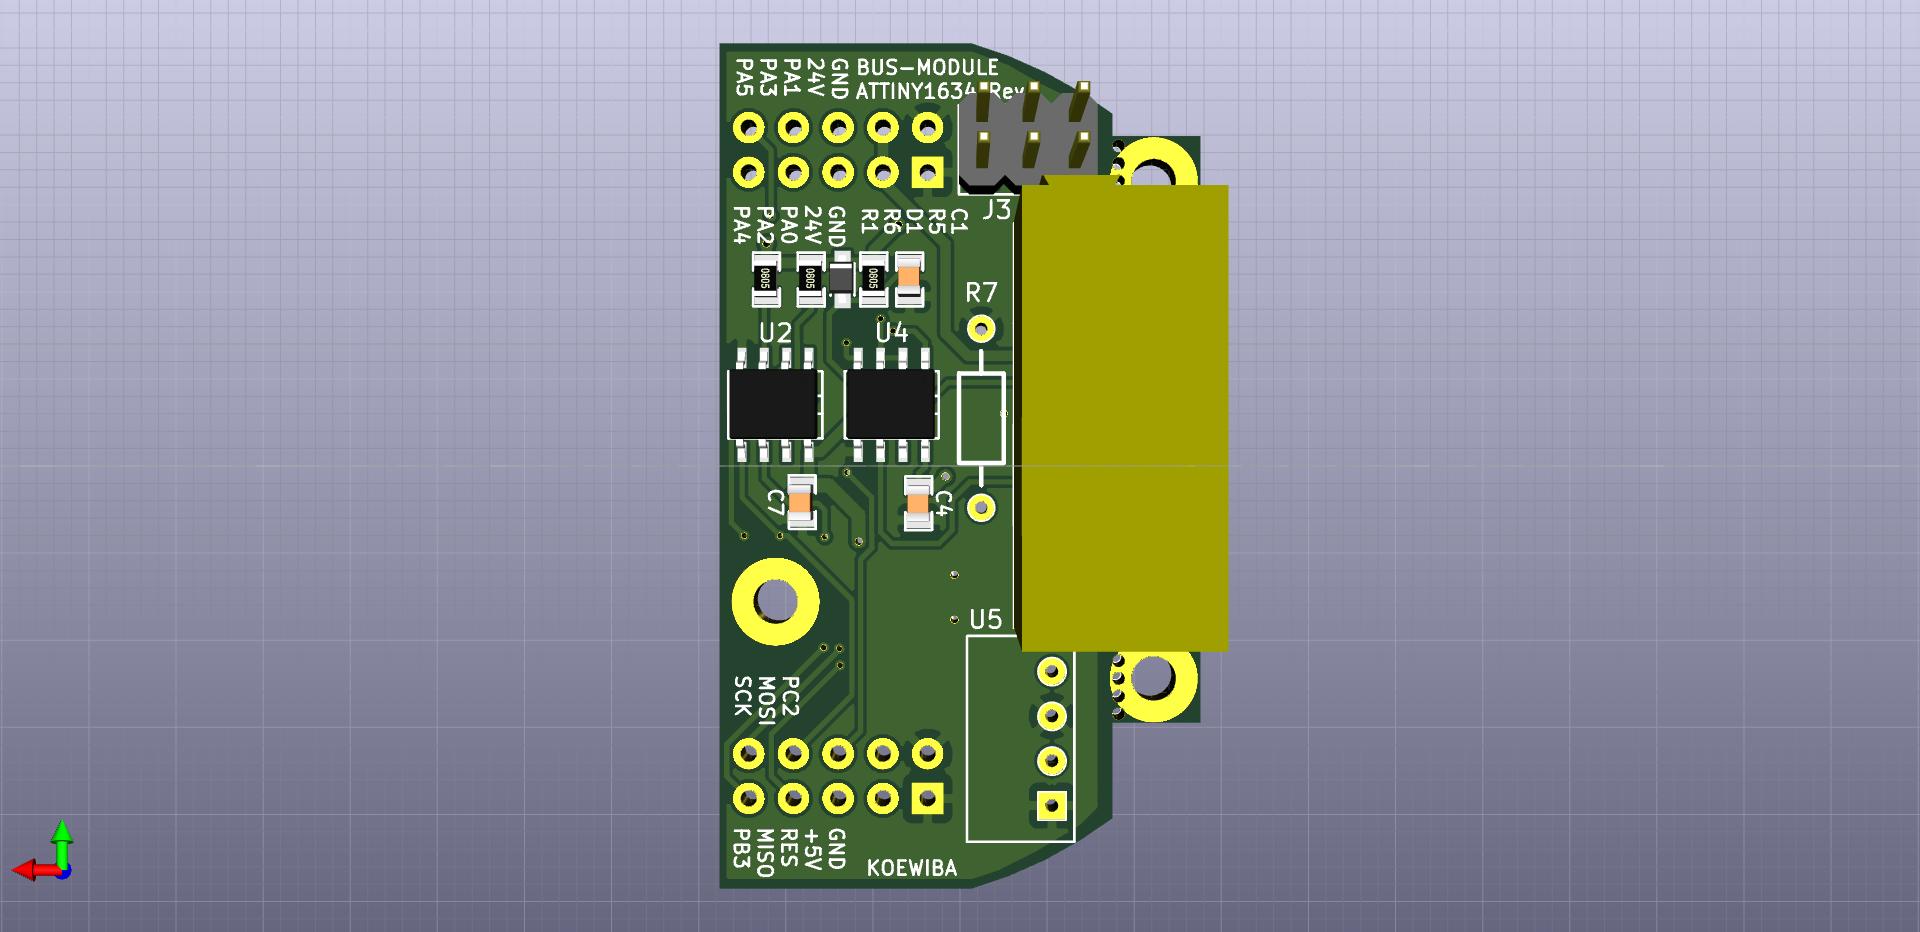 PA5 PA3 PA1 24V GND
BUS-MODULE
ATTINY1634 Rev
J3
PA4 PA2 PA0 24V GND R1 R6 D1 R5 C1
0805 0805 0805
R7
U2 U4
C7 C4
U5
SCK MOSI PC2
PB3 MISO RES +5V GND
KOEWIBA